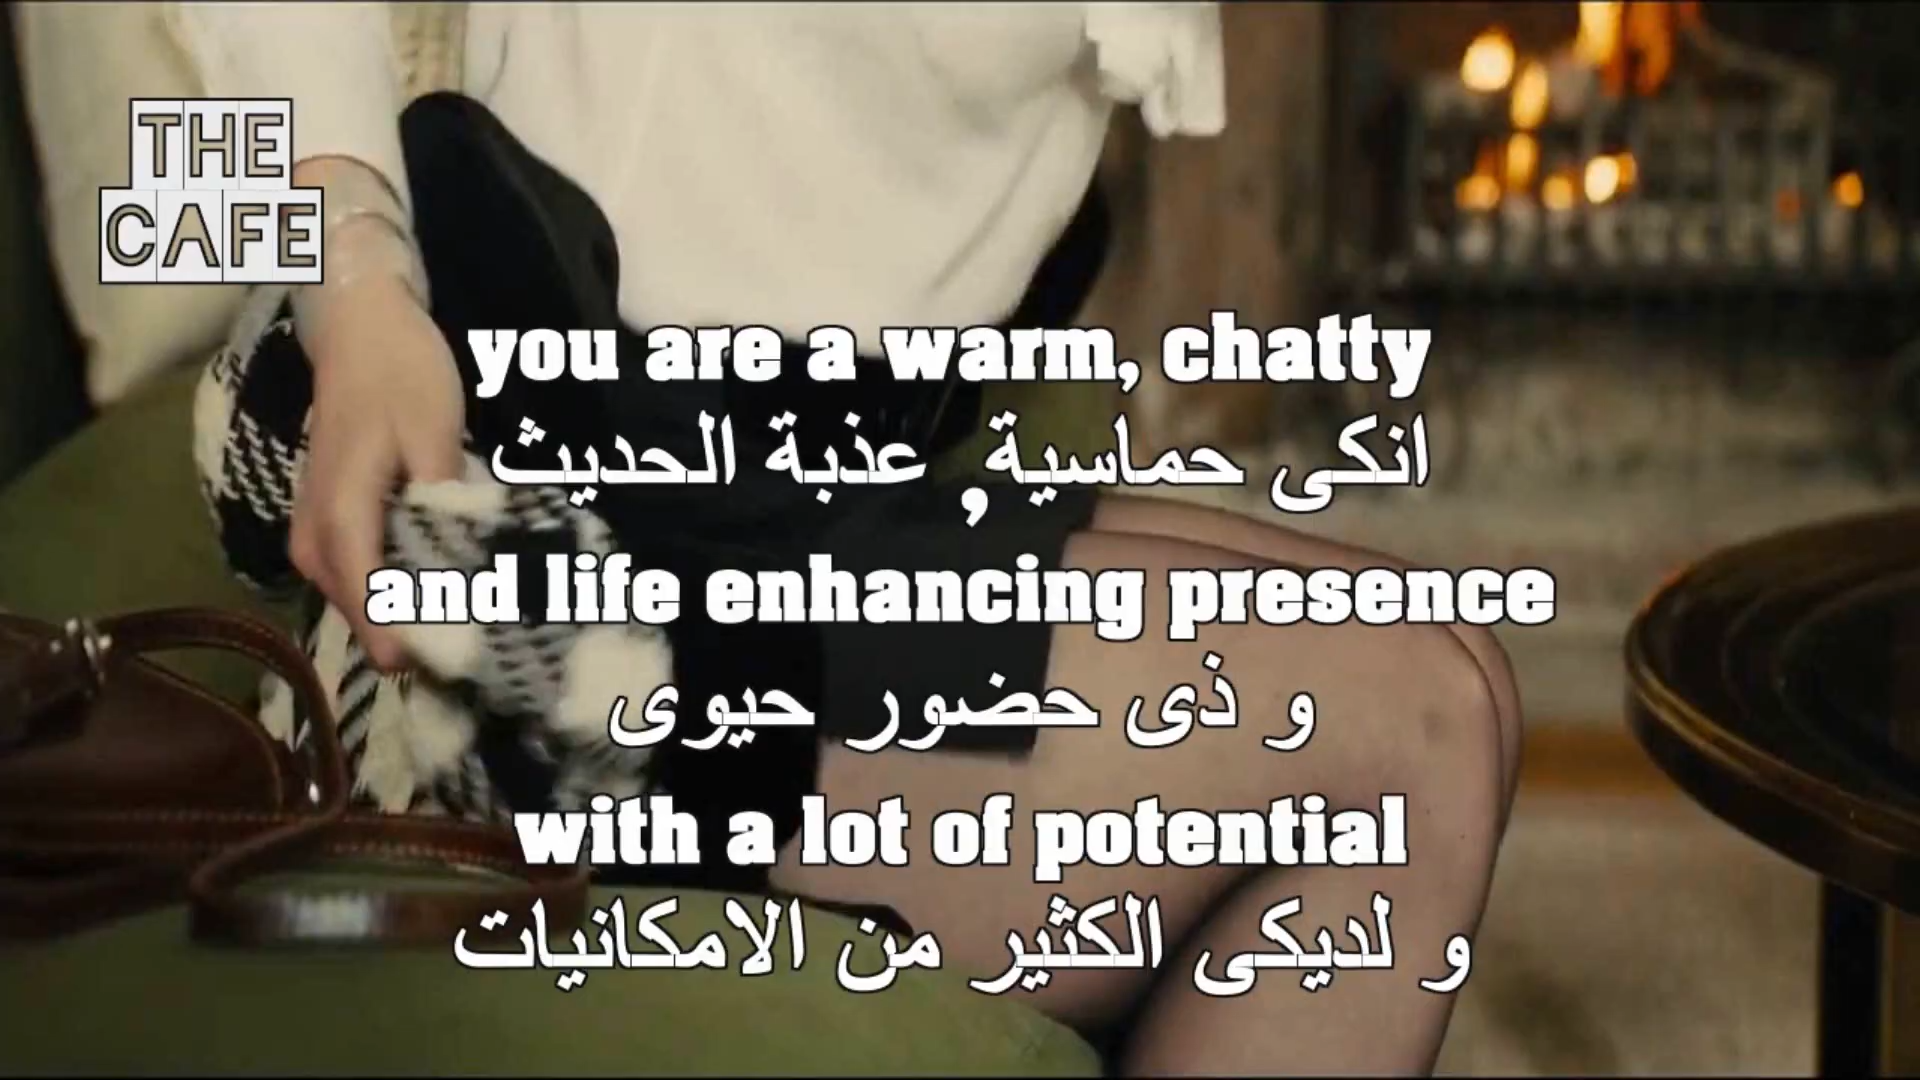 THE
CAFE
you are a warm, chatty
انكى حماسية, عذبة الحديث
and life enhancing presence
و ذى حضور حيوى
with a lot of potential
و لديكى الكثير من الامكانيات